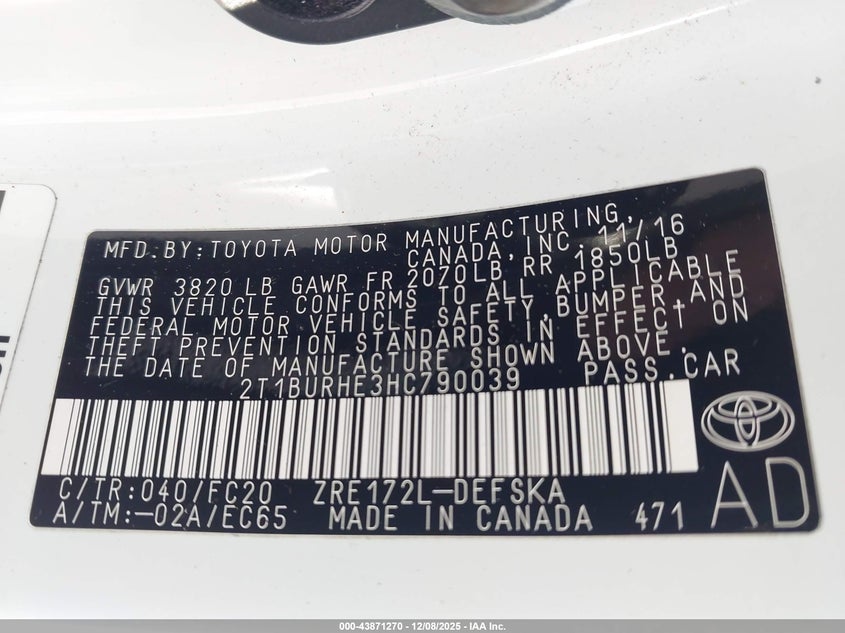 MFD.BY:TOYOTA MOTOR MANUFACTURING,
CANADA, INC. 11/16
GVWR 3820 LB GAWR FR 2070LB, RR 1850LB
THIS VEHICLE CONFORMS TO ALL APPLICABLE
FEDERAL MOTOR VEHICLE SAFETY, BUMPER, AND
THEFT PREVENTION STANDARDS IN EFFECT ON
THE DATE OF MANUFACTURE SHOWN ABOVE.
2T1BURHE3HC790039 PASS.CAR
C/TR:040/FC20 ZRE172L-DEFSKA
A/TM:-02A/EC65 MADE IN CANADA 471
AD
000-43871270 - 12/08/2025 - IAA Inc.